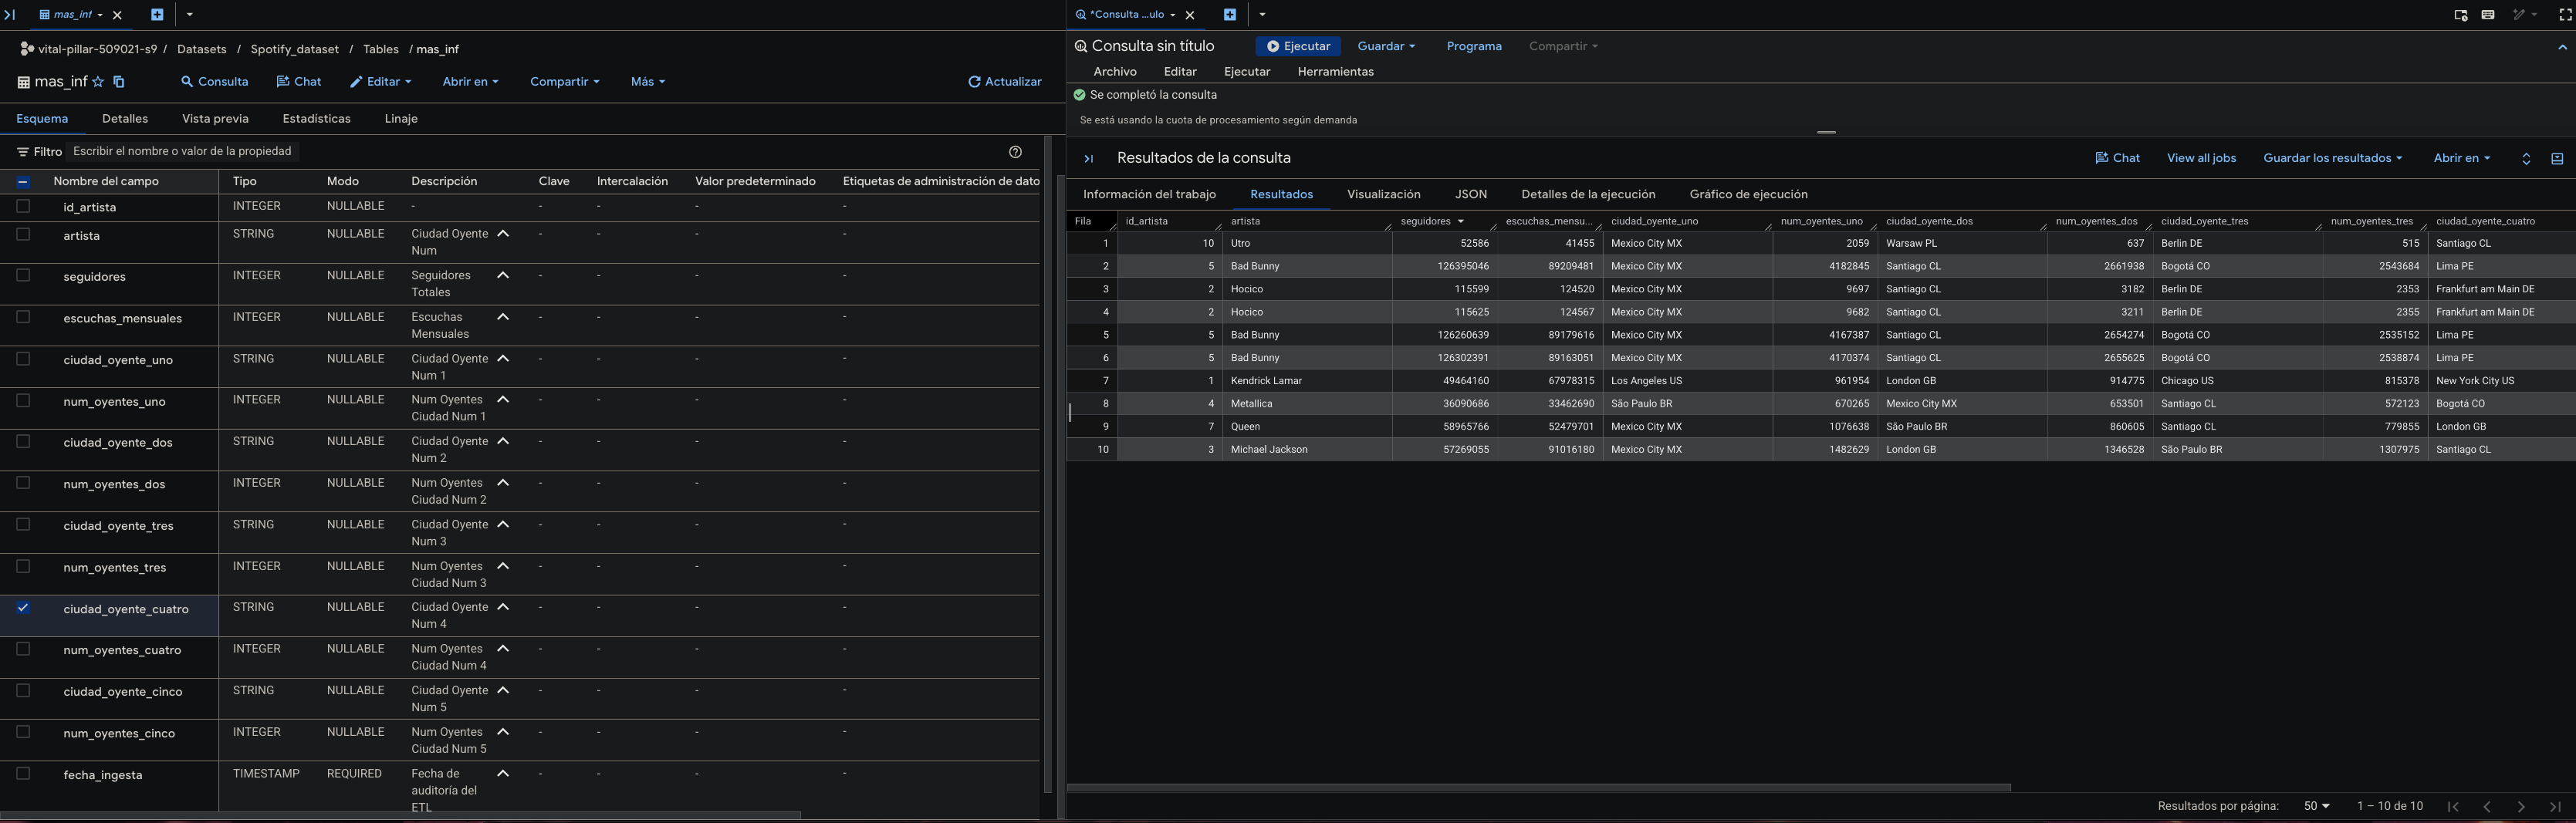 mas_inf
vital-pillar-509021-s9 / Datasets / Spotify_dataset / Tables / mas_inf
mas_inf Consulta Chat Editar Abrir en Compartir Más Actualizar
Esquema Detalles Vista previa Estadísticas Linaje
Filtro Escribir el nombre o valor de la propiedad
Nombre del campo Tipo Modo Descripción Clave Intercalación Valor predeterminado Etiquetas de administración de dato
id_artista INTEGER NULLABLE - - - - -
artista STRING NULLABLE Ciudad Oyente - - - -
Num
seguidores INTEGER NULLABLE Seguidores - - - -
Totales
escuchas_mensuales INTEGER NULLABLE Escuchas - - - -
Mensuales
ciudad_oyente_uno STRING NULLABLE Ciudad Oyente - - - -
Num 1
num_oyentes_uno INTEGER NULLABLE Num Oyentes - - - -
Ciudad Num 1
ciudad_oyente_dos STRING NULLABLE Ciudad Oyente - - - -
Num 2
num_oyentes_dos INTEGER NULLABLE Num Oyentes - - - -
Ciudad Num 2
ciudad_oyente_tres STRING NULLABLE Ciudad Oyente - - - -
Num 3
num_oyentes_tres INTEGER NULLABLE Num Oyentes - - - -
Ciudad Num 3
ciudad_oyente_cuatro STRING NULLABLE Ciudad Oyente - - - -
Num 4
num_oyentes_cuatro INTEGER NULLABLE Num Oyentes - - - -
Ciudad Num 4
ciudad_oyente_cinco STRING NULLABLE Ciudad Oyente - - - -
Num 5
num_oyentes_cinco INTEGER NULLABLE Num Oyentes - - - -
Ciudad Num 5
fecha_ingesta TIMESTAMP REQUIRED Fecha de - - - -
auditoría del
ETL
*Consulta ...ulo
Consulta sin título Ejecutar Guardar Programa Compartir
Archivo Editar Ejecutar Herramientas
Se completó la consulta
Se está usando la cuota de procesamiento según demanda
Resultados de la consulta Chat View all jobs Guardar los resultados Abrir en
Información del trabajo Resultados Visualización JSON Detalles de la ejecución Gráfico de ejecución
Fila id_artista artista seguidores escuchas_mensu... ciudad_oyente_uno num_oyentes_uno ciudad_oyente_dos num_oyentes_dos ciudad_oyente_tres num_oyentes_tres ciudad_oyente_cuatro
1 10 Utro 52586 41455 Mexico City MX 2059 Warsaw PL 637 Berlin DE 515 Santiago CL
2 5 Bad Bunny 126395046 89209481 Mexico City MX 4182845 Santiago CL 2661938 Bogotá CO 2543684 Lima PE
3 2 Hocico 115599 124520 Mexico City MX 9697 Santiago CL 3182 Berlin DE 2353 Frankfurt am Main DE
4 2 Hocico 115625 124567 Mexico City MX 9682 Santiago CL 3211 Berlin DE 2355 Frankfurt am Main DE
5 5 Bad Bunny 126260639 89179616 Mexico City MX 4167387 Santiago CL 2654274 Bogotá CO 2535152 Lima PE
6 5 Bad Bunny 126302391 89163051 Mexico City MX 4170374 Santiago CL 2655625 Bogotá CO 2538874 Lima PE
7 1 Kendrick Lamar 49464160 67978315 Los Angeles US 961954 London GB 914775 Chicago US 815378 New York City US
8 4 Metallica 36090686 33462690 São Paulo BR 670265 Mexico City MX 653501 Santiago CL 572123 Bogotá CO
9 7 Queen 58965766 52479701 Mexico City MX 1076638 São Paulo BR 860605 Santiago CL 779855 London GB
10 3 Michael Jackson 57269055 91016180 Mexico City MX 1482629 London GB 1346528 São Paulo BR 1307975 Santiago CL
Resultados por página: 50 1 – 10 de 10